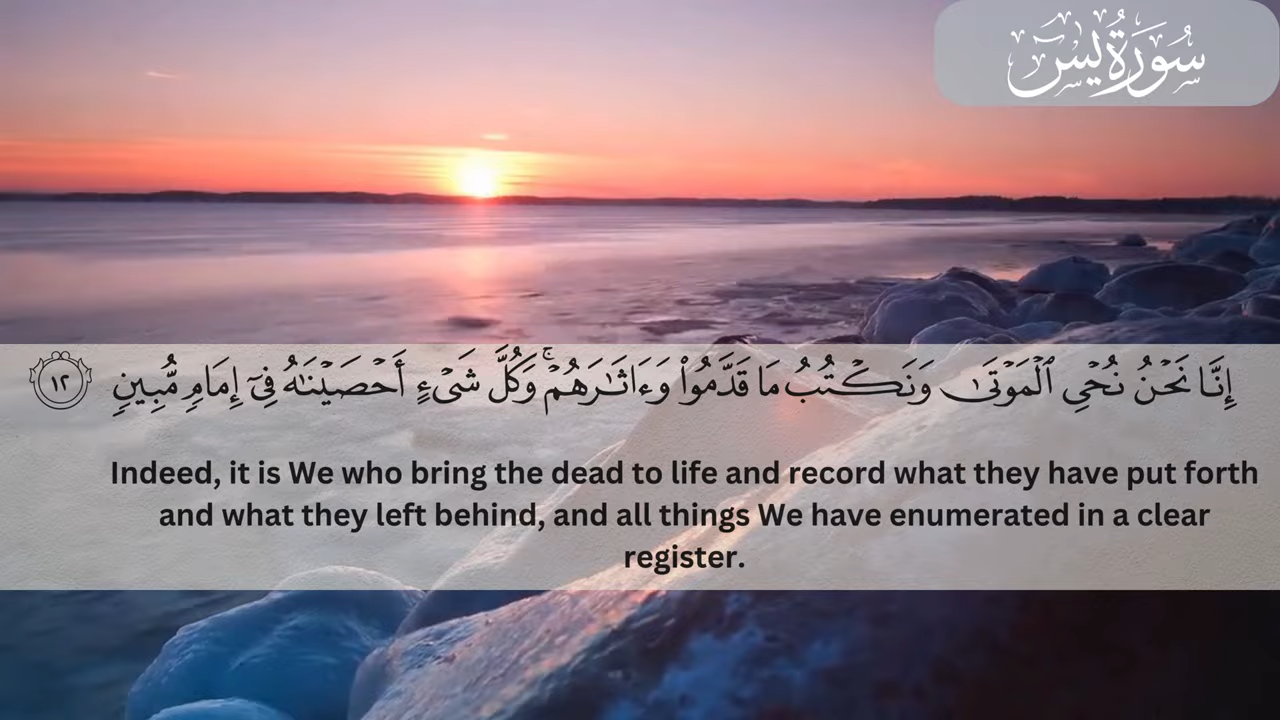 سُورَةُ يسٓ
إِنَّا نَحْنُ نُحْىِ ٱلْمَوْتَىٰ وَنَكْتُبُ مَا قَدَّمُوا۟ وَءَاثَـٰرَهُمْ ۚ وَكُلَّ شَىْءٍ أَحْصَيْنَـٰهُ فِىٓ إِمَامٍ مُّبِينٍ ١٢
Indeed, it is We who bring the dead to life and record what they have put forth
and what they left behind, and all things We have enumerated in a clear
register.